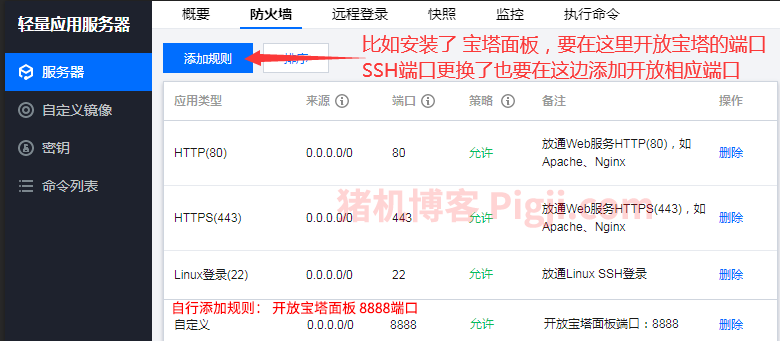 轻量应用服务器
服务器
自定义镜像
密钥
命令列表
概要 防火墙 远程登录 快照 监控 执行命令
添加规则 排序
比如安装了 宝塔面板，要在这里开放宝塔的端口
SSH端口更换了也要在这边添加开放相应端口
应用类型 来源 端口 策略 备注 操作
HTTP(80) 0.0.0.0/0 80 允许 放通Web服务HTTP(80)，如 删除
Apache、Nginx
猪机博客 Pigji.com
HTTPS(443) 0.0.0.0/0 443 允许 放通Web服务HTTPS(443)，如 删除
Apache、Nginx
Linux登录(22) 0.0.0.0/0 22 允许 放通Linux SSH登录 删除
自行添加规则： 开放宝塔面板 8888端口
自定义 0.0.0.0/0 8888 允许 开放宝塔面板端口：8888 删除